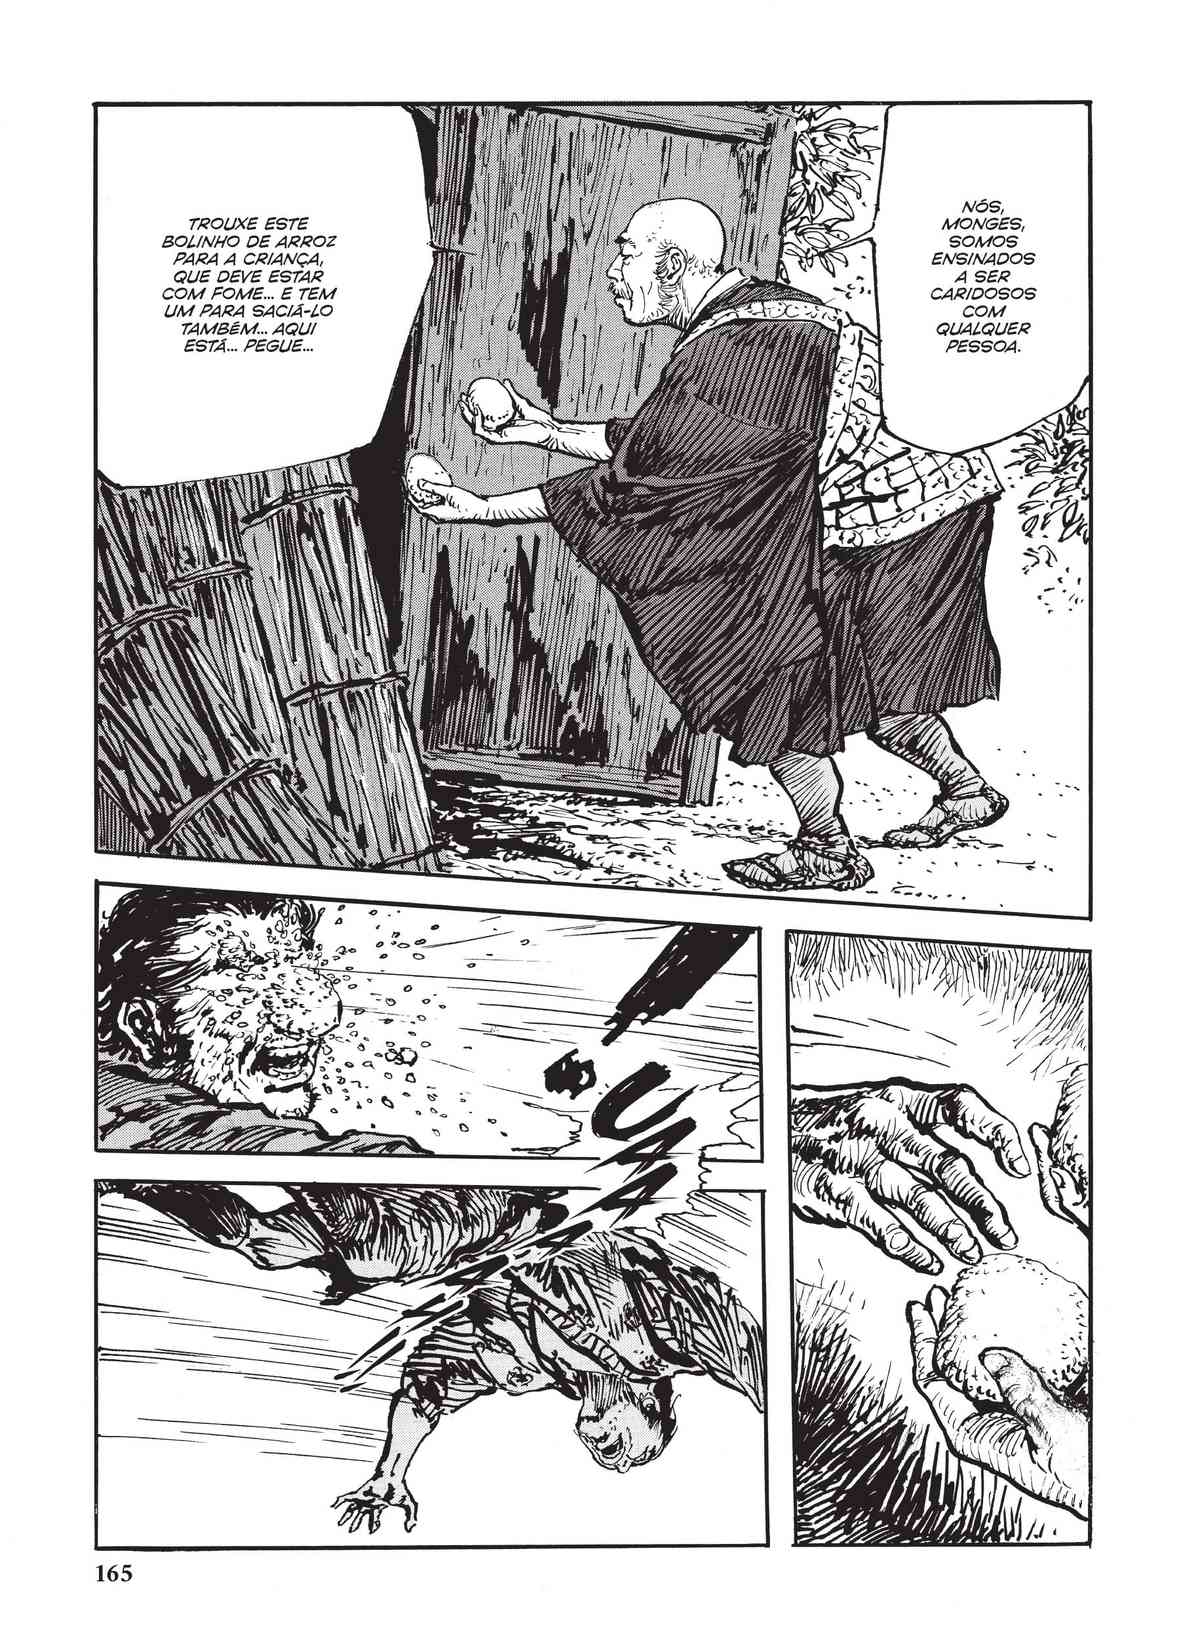 NÓS,
MONGES,
SOMOS
ENSINADOS
A SER
CARIDOSOS
COM
QUALQUER
PESSOA.
TROUXE ESTE
BOLINHO DE ARROZ
PARA A CRIANÇA,
QUE DEVE ESTAR
COM FOME... E TEM
UM PARA SACIÁ-LO
TAMBÉM... AQUI
ESTÁ... PEGUE...
165